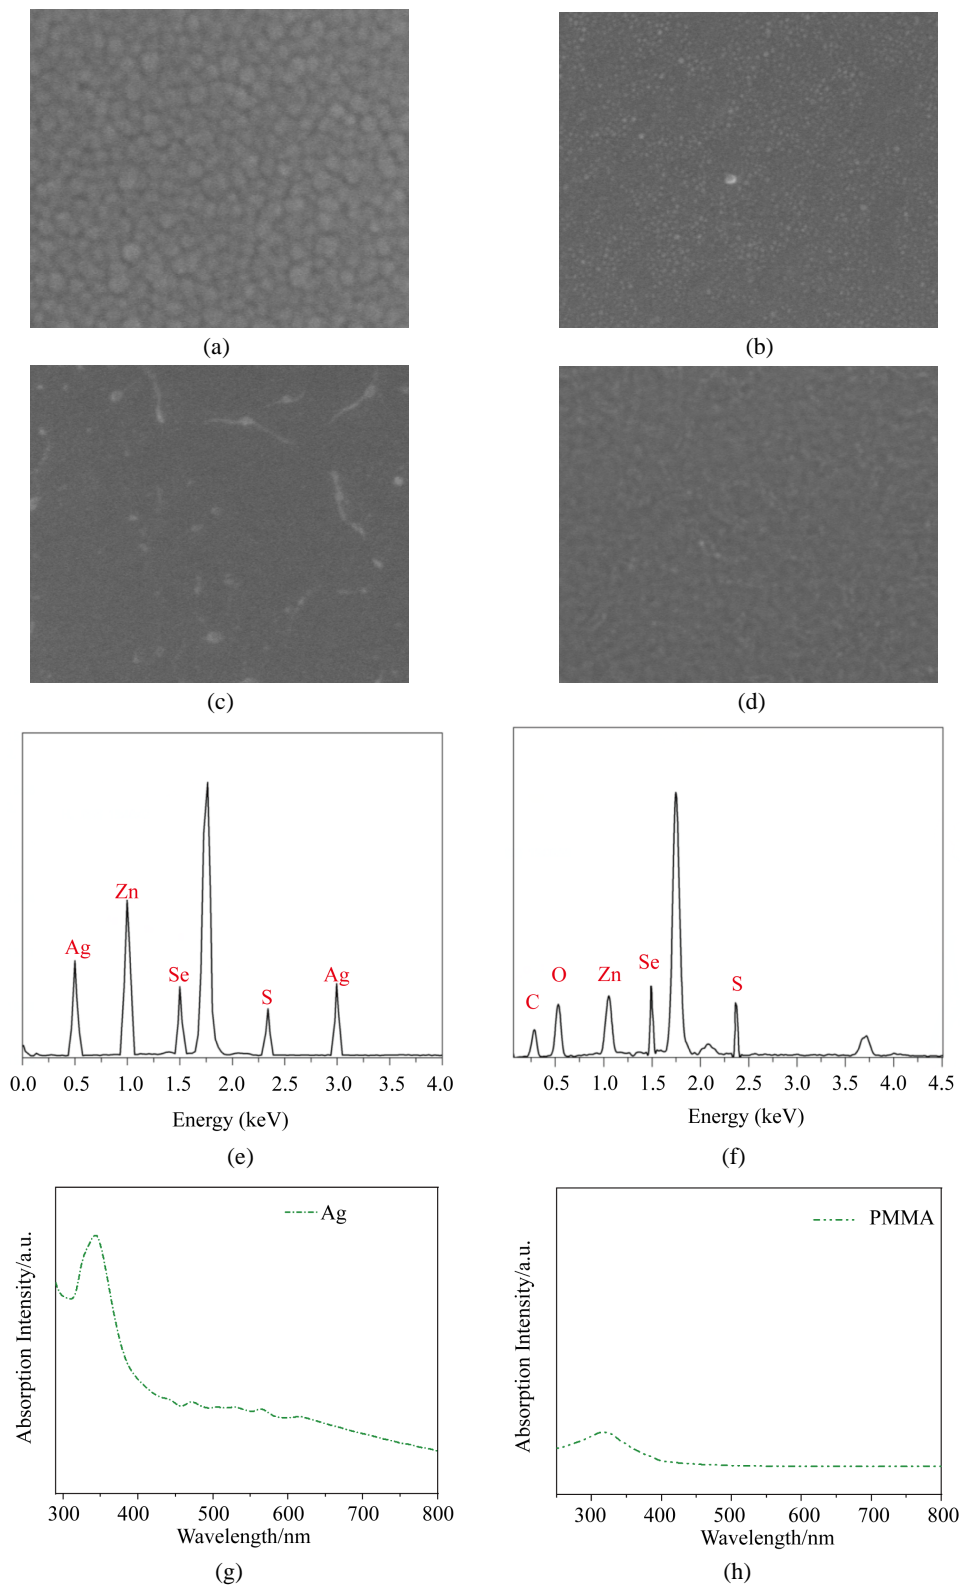 (a)
(b)
(c)
(d)
Ag
Zn
Se
S
Ag
0.0 0.5 1.0 1.5 2.0 2.5 3.0 3.5 4.0
Energy (keV)
(e)
C
O
Zn
Se
S
0.5 1.0 1.5 2.0 2.5 3.0 3.5 4.0 4.5
Energy (keV)
(f)
Ag
Absorption Intensity/a.u.
300 400 500 600 700 800
Wavelength/nm
(g)
PMMA
Absorption Intensity/a.u.
300 400 500 600 700 800
Wavelength/nm
(h)